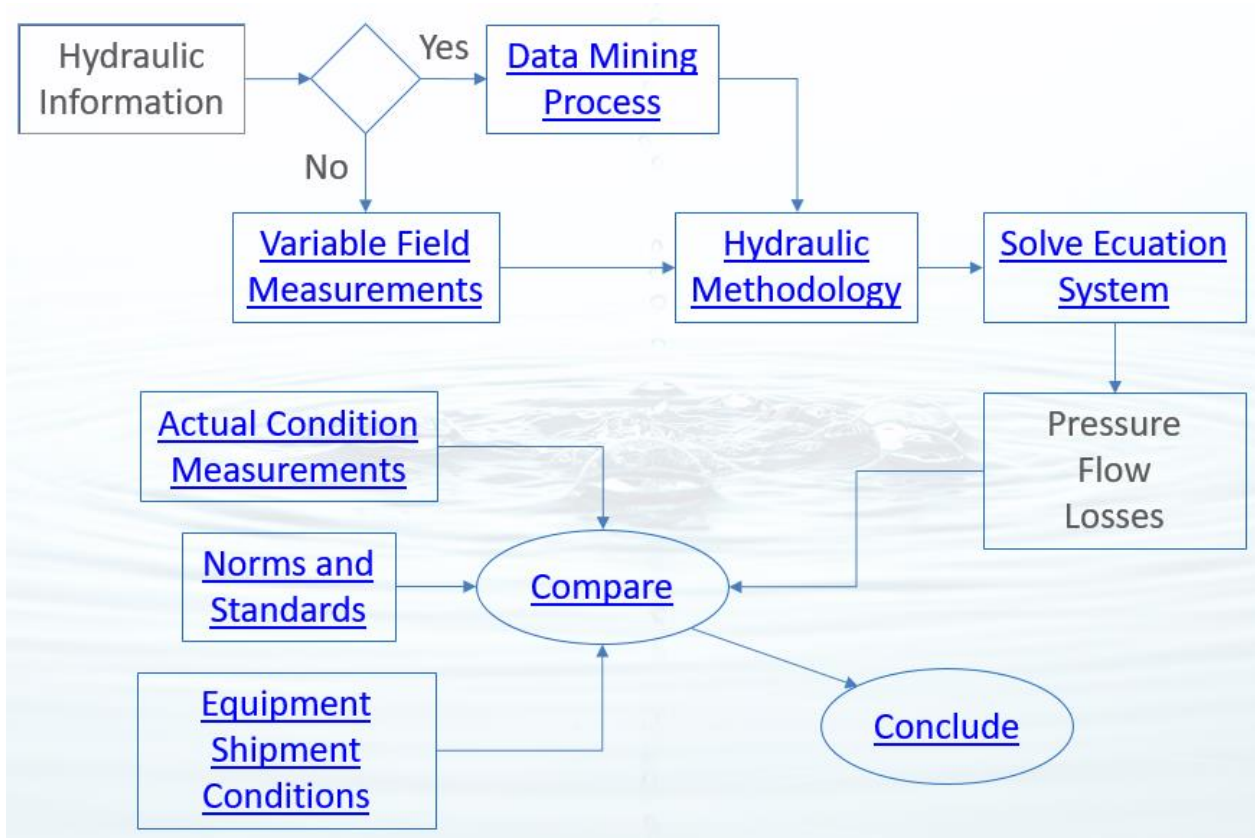 Hydraulic
Information
Yes
Data Mining
Process
No
Variable Field
Measurements
Hydraulic
Methodology
Solve Ecuation
System
Actual Condition
Measurements
Pressure
Flow
Losses
Norms and
Standards
Compare
Equipment
Shipment
Conditions
Conclude